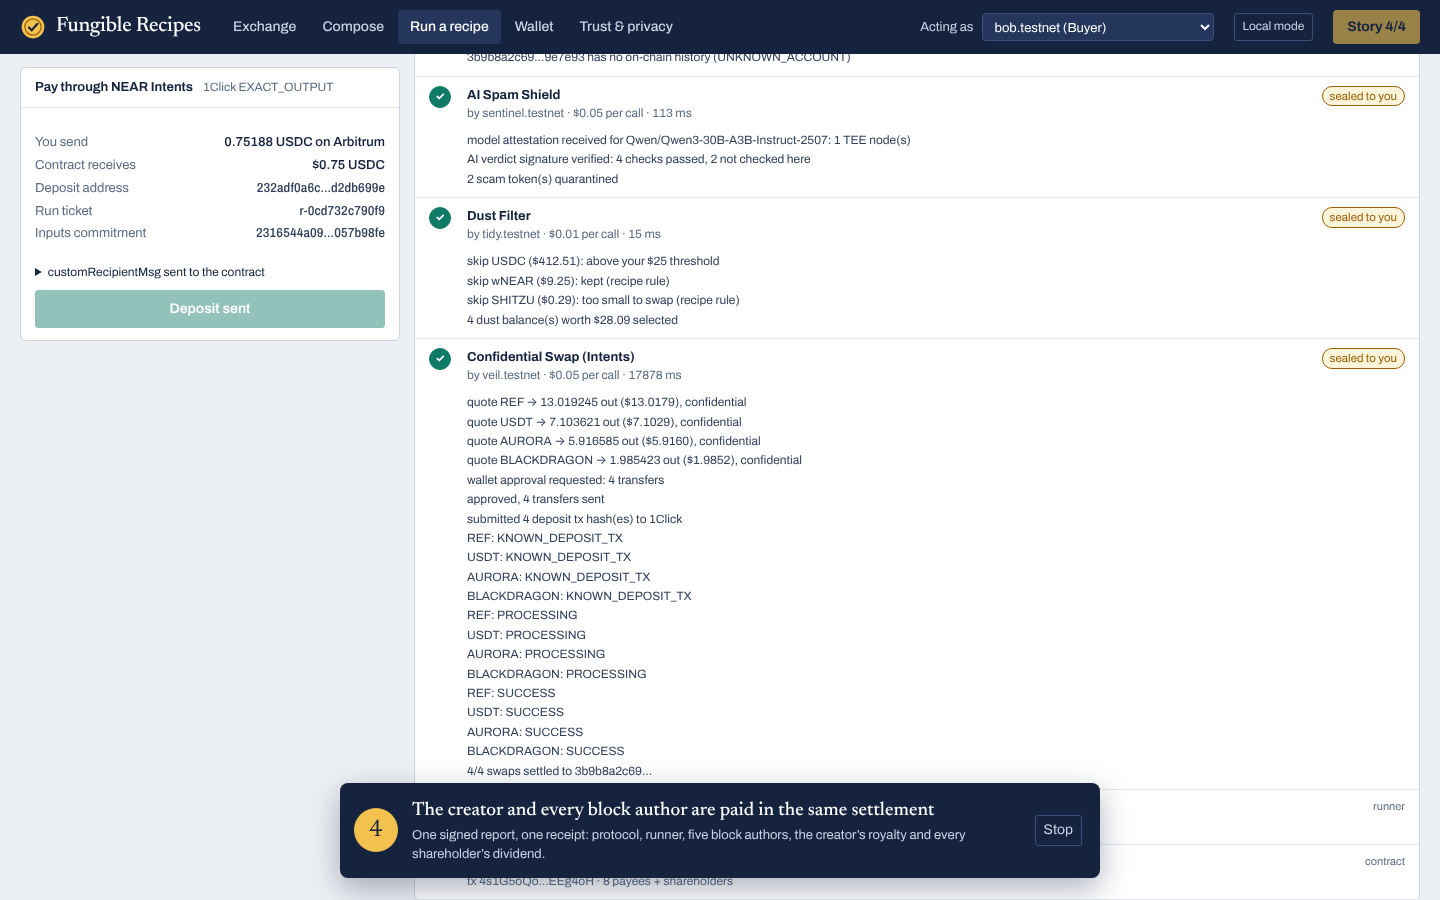 Fungible Recipes
Exchange
Compose
Run a recipe
Wallet
Trust & privacy
Acting as
bob.testnet (Buyer)
Local mode
Story 4/4
Pay through NEAR Intents 1Click EXACT_OUTPUT
You send 0.75188 USDC on Arbitrum
Contract receives $0.75 USDC
Deposit address 232adf0a6c...d2db699e
Run ticket r-0cd732c790f9
Inputs commitment 2316544a09...057b98fe
customRecipientMsg sent to the contract
Deposit sent
3b9b8a2c69...9e7e93 has no on-chain history (UNKNOWN_ACCOUNT)
AI Spam Shield
sealed to you
by sentinel.testnet · $0.05 per call · 113 ms
model attestation received for Qwen/Qwen3-30B-A3B-Instruct-2507: 1 TEE node(s)
AI verdict signature verified: 4 checks passed, 2 not checked here
2 scam token(s) quarantined
Dust Filter
sealed to you
by tidy.testnet · $0.01 per call · 15 ms
skip USDC ($412.51): above your $25 threshold
skip wNEAR ($9.25): kept (recipe rule)
skip SHITZU ($0.29): too small to swap (recipe rule)
4 dust balance(s) worth $28.09 selected
Confidential Swap (Intents)
sealed to you
by veil.testnet · $0.05 per call · 17878 ms
quote REF → 13.019245 out ($13.0179), confidential
quote USDT → 7.103621 out ($7.1029), confidential
quote AURORA → 5.916585 out ($5.9160), confidential
quote BLACKDRAGON → 1.985423 out ($1.9852), confidential
wallet approval requested: 4 transfers
approved, 4 transfers sent
submitted 4 deposit tx hash(es) to 1Click
REF: KNOWN_DEPOSIT_TX
USDT: KNOWN_DEPOSIT_TX
AURORA: KNOWN_DEPOSIT_TX
BLACKDRAGON: KNOWN_DEPOSIT_TX
REF: PROCESSING
USDT: PROCESSING
AURORA: PROCESSING
BLACKDRAGON: PROCESSING
REF: SUCCESS
USDT: SUCCESS
AURORA: SUCCESS
BLACKDRAGON: SUCCESS
4/4 swaps settled to 3b9b8a2c69...
runner
contract
tx 4s1G5oQo...EEg4oH · 8 payees + shareholders
4
The creator and every block author are paid in the same settlement
One signed report, one receipt: protocol, runner, five block authors, the creator's royalty and every
shareholder's dividend.
Stop